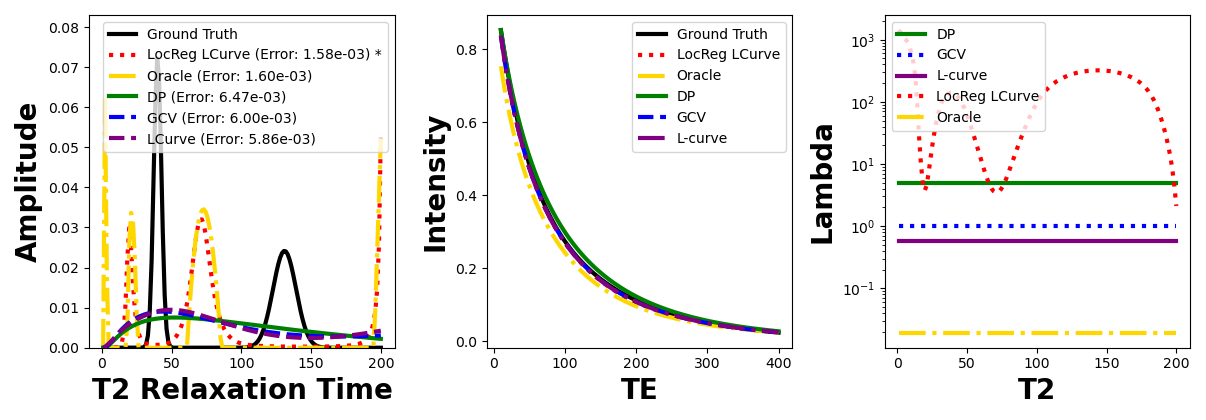 0.08
0.07
0.06
0.05
0.04
0.03
0.02
0.01
0.00
Amplitude
Ground Truth
LocReg LCurve (Error: 1.58e-03) *
Oracle (Error: 1.60e-03)
DP (Error: 6.47e-03)
GCV (Error: 6.00e-03)
LCurve (Error: 5.86e-03)
0 50 100 150 200
T2 Relaxation Time
0.8
0.6
0.4
0.2
0.0
Intensity
Ground Truth
LocReg LCurve
Oracle
DP
GCV
L-curve
0 100 200 300 400
TE
10³
10²
10¹
10⁰
10⁻¹
Lambda
DP
GCV
L-curve
LocReg LCurve
Oracle
0 50 100 150 200
T2